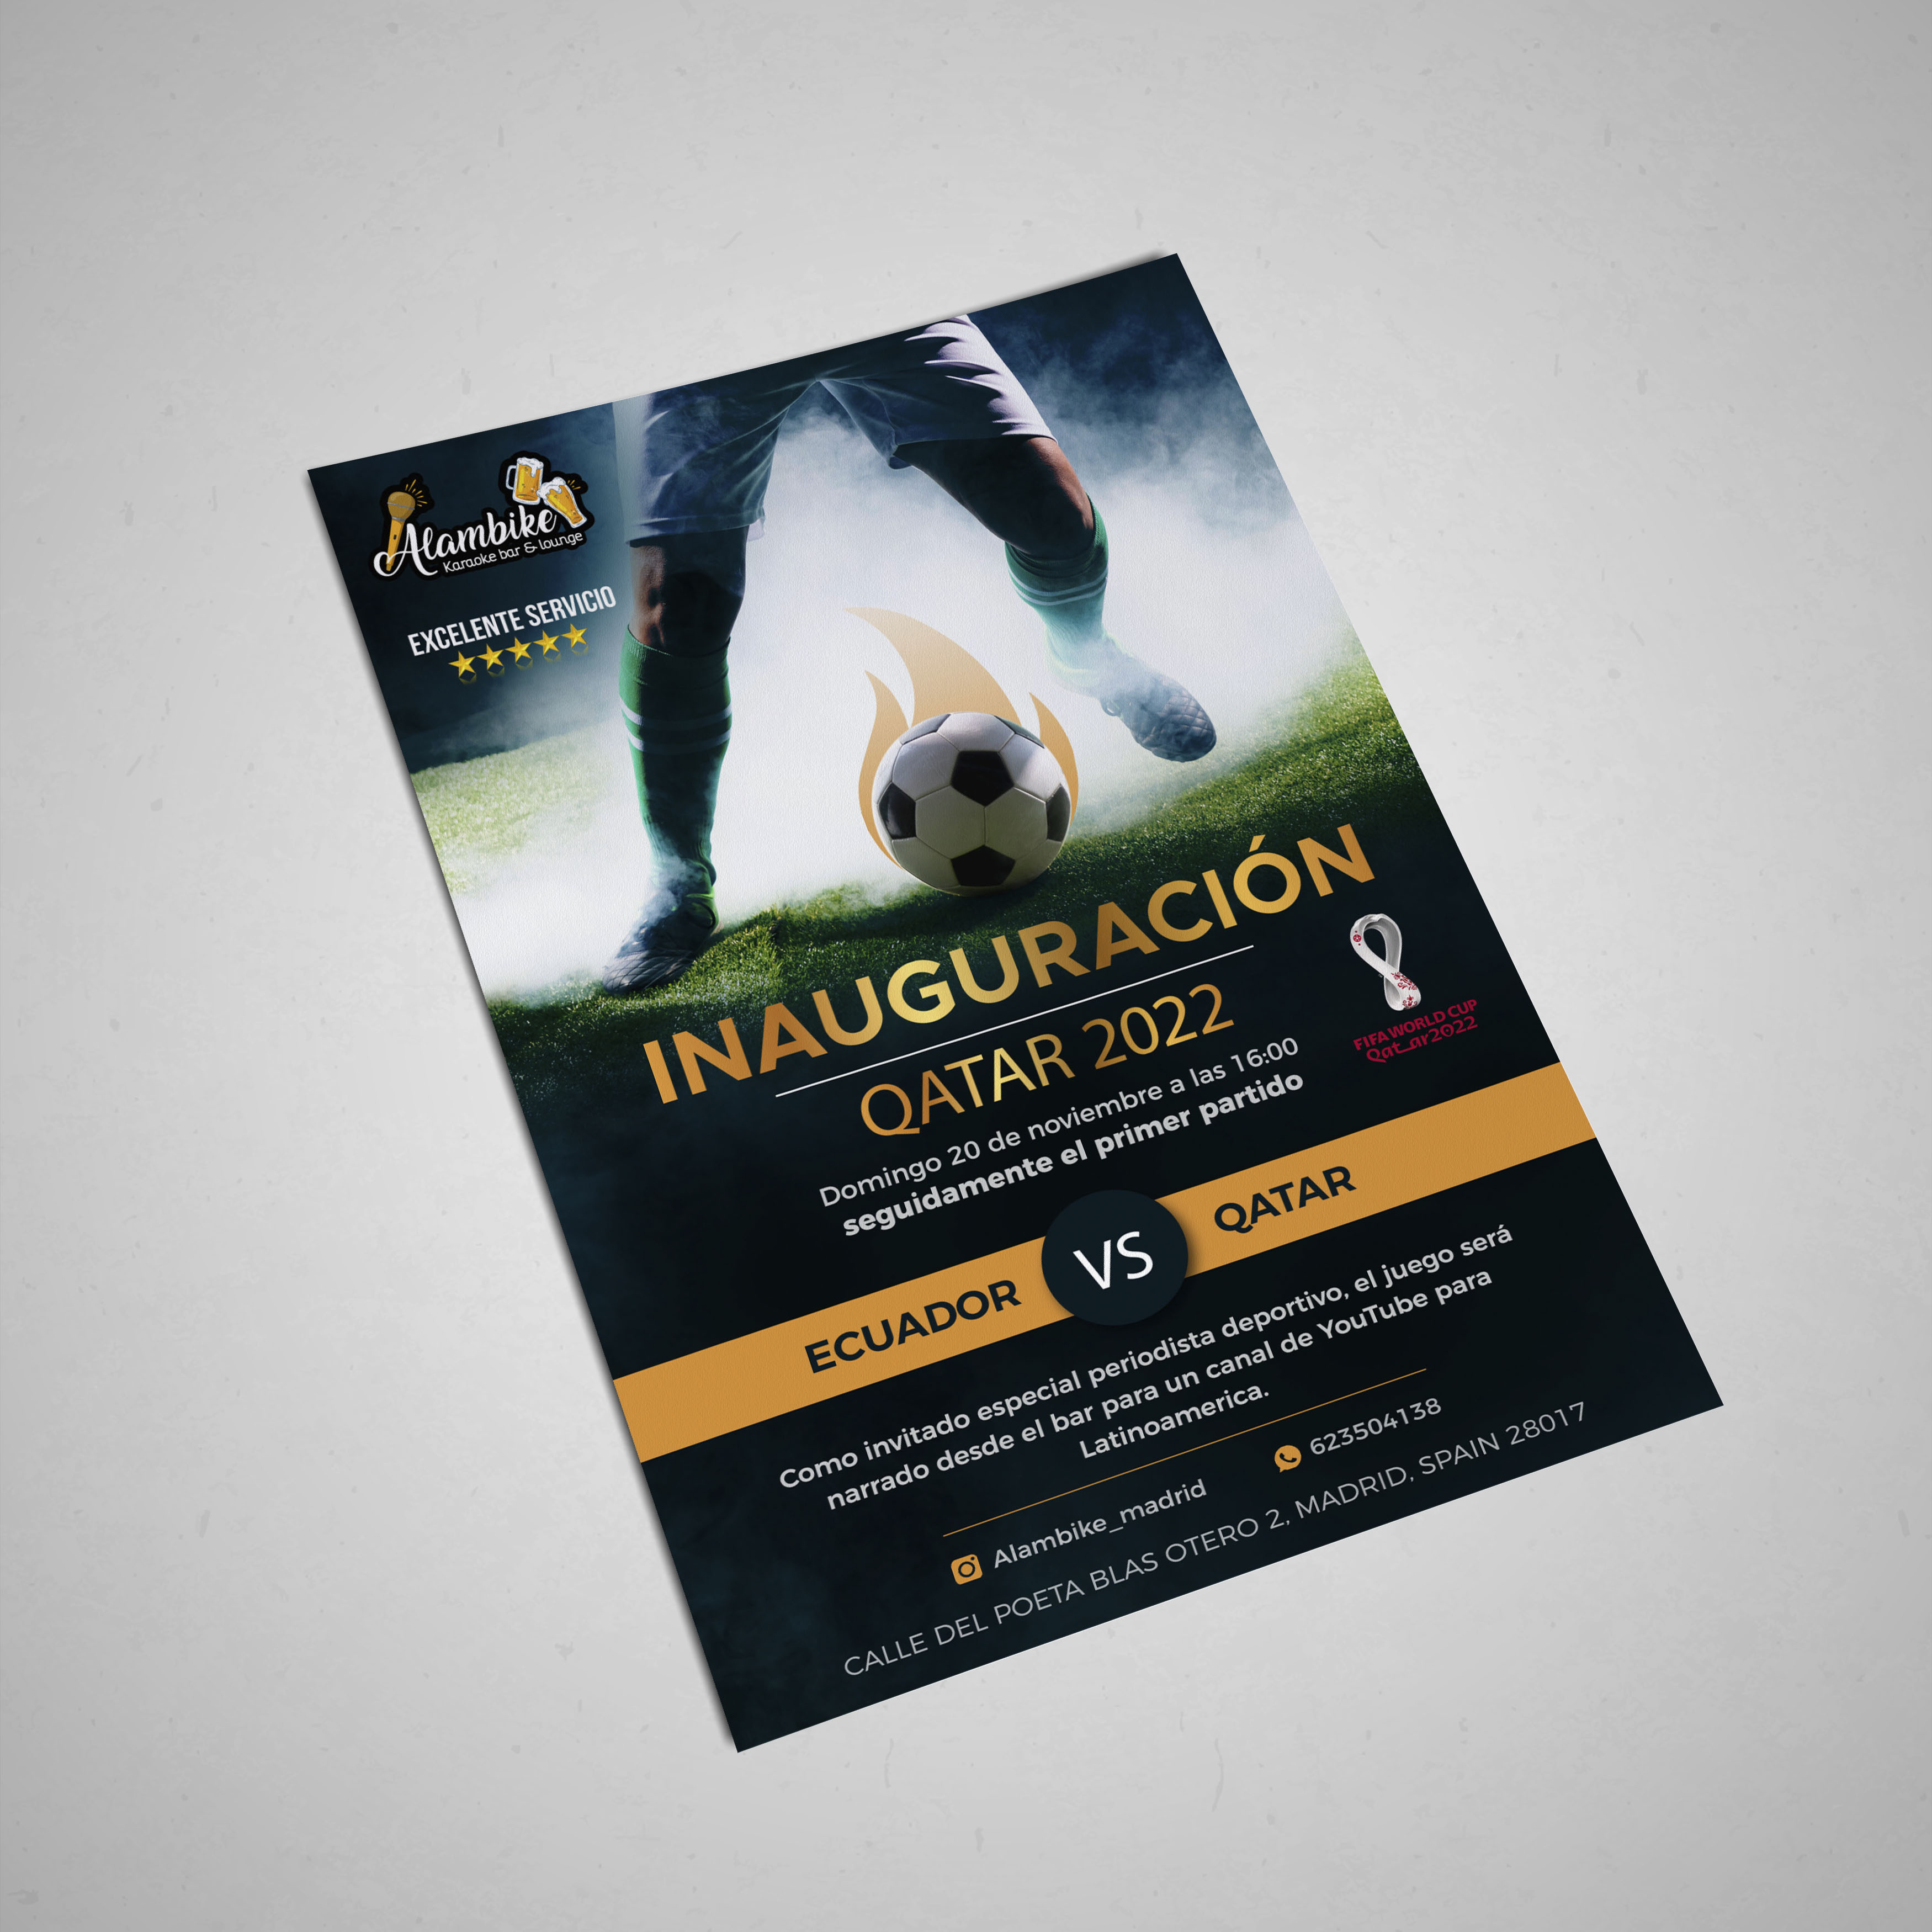 Alambike
Karaoke bar & lounge
EXCELENTE SERVICIO
INAUGURACIÓN
QATAR 2022
FIFA WORLD CUP
Qatar2022
Domingo 20 de noviembre a las 16:00
seguidamente el primer partido
ECUADOR VS QATAR
Como invitado especial periodista deportivo, el juego será
narrado desde el bar para un canal de YouTube para
Latinoamerica.
Alambike_madrid 623504138
CALLE DEL POETA BLAS OTERO 2, MADRID, SPAIN 28017